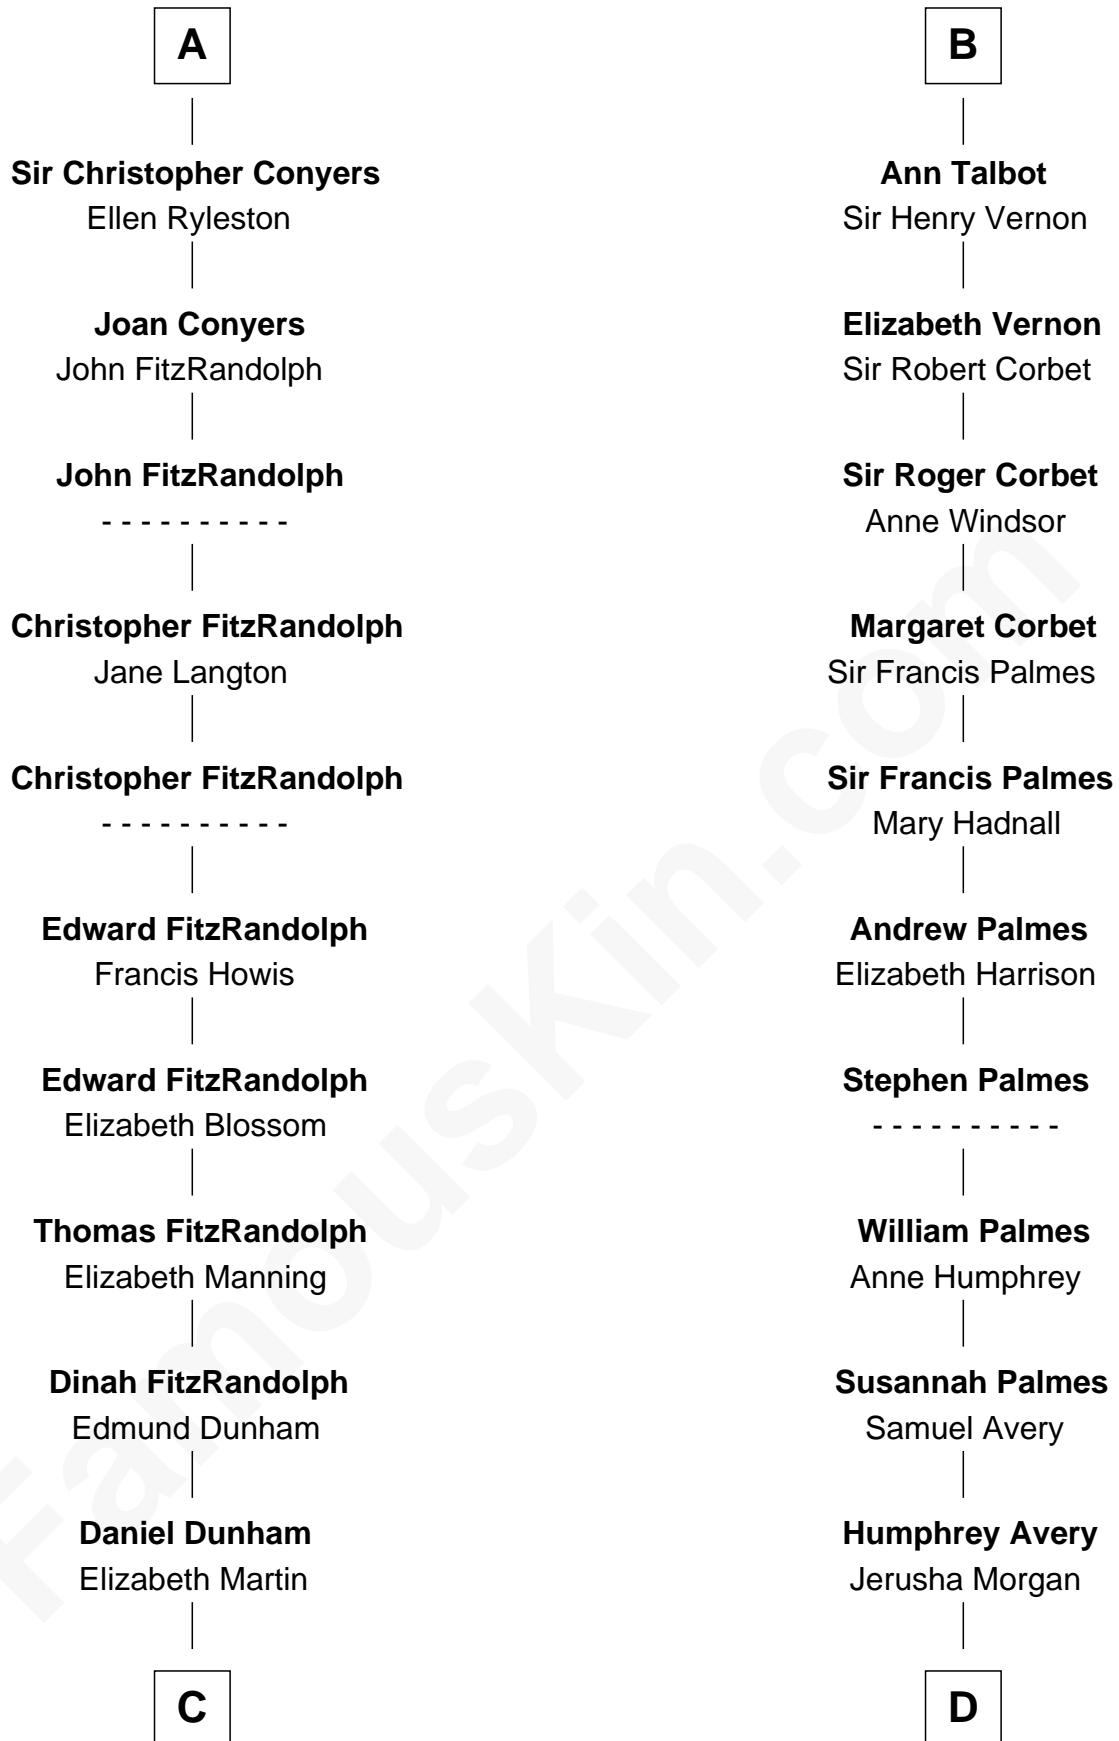 A
Sir Christopher Conyers
Ellen Ryleston
Joan Conyers
John FitzRandolph
John FitzRandolph
- - - - - - - - - -
Christopher FitzRandolph
Jane Langton
Christopher FitzRandolph
- - - - - - - - - -
Edward FitzRandolph
Francis Howis
Edward FitzRandolph
Elizabeth Blossom
Thomas FitzRandolph
Elizabeth Manning
Dinah FitzRandolph
Edmund Dunham
Daniel Dunham
Elizabeth Martin
C
B
Ann Talbot
Sir Henry Vernon
Elizabeth Vernon
Sir Robert Corbet
Sir Roger Corbet
Anne Windsor
Margaret Corbet
Sir Francis Palmes
Sir Francis Palmes
Mary Hadnall
Andrew Palmes
Elizabeth Harrison
Stephen Palmes
- - - - - - - - - -
William Palmes
Anne Humphrey
Susannah Palmes
Samuel Avery
Humphrey Avery
Jerusha Morgan
D
FamousKin.com